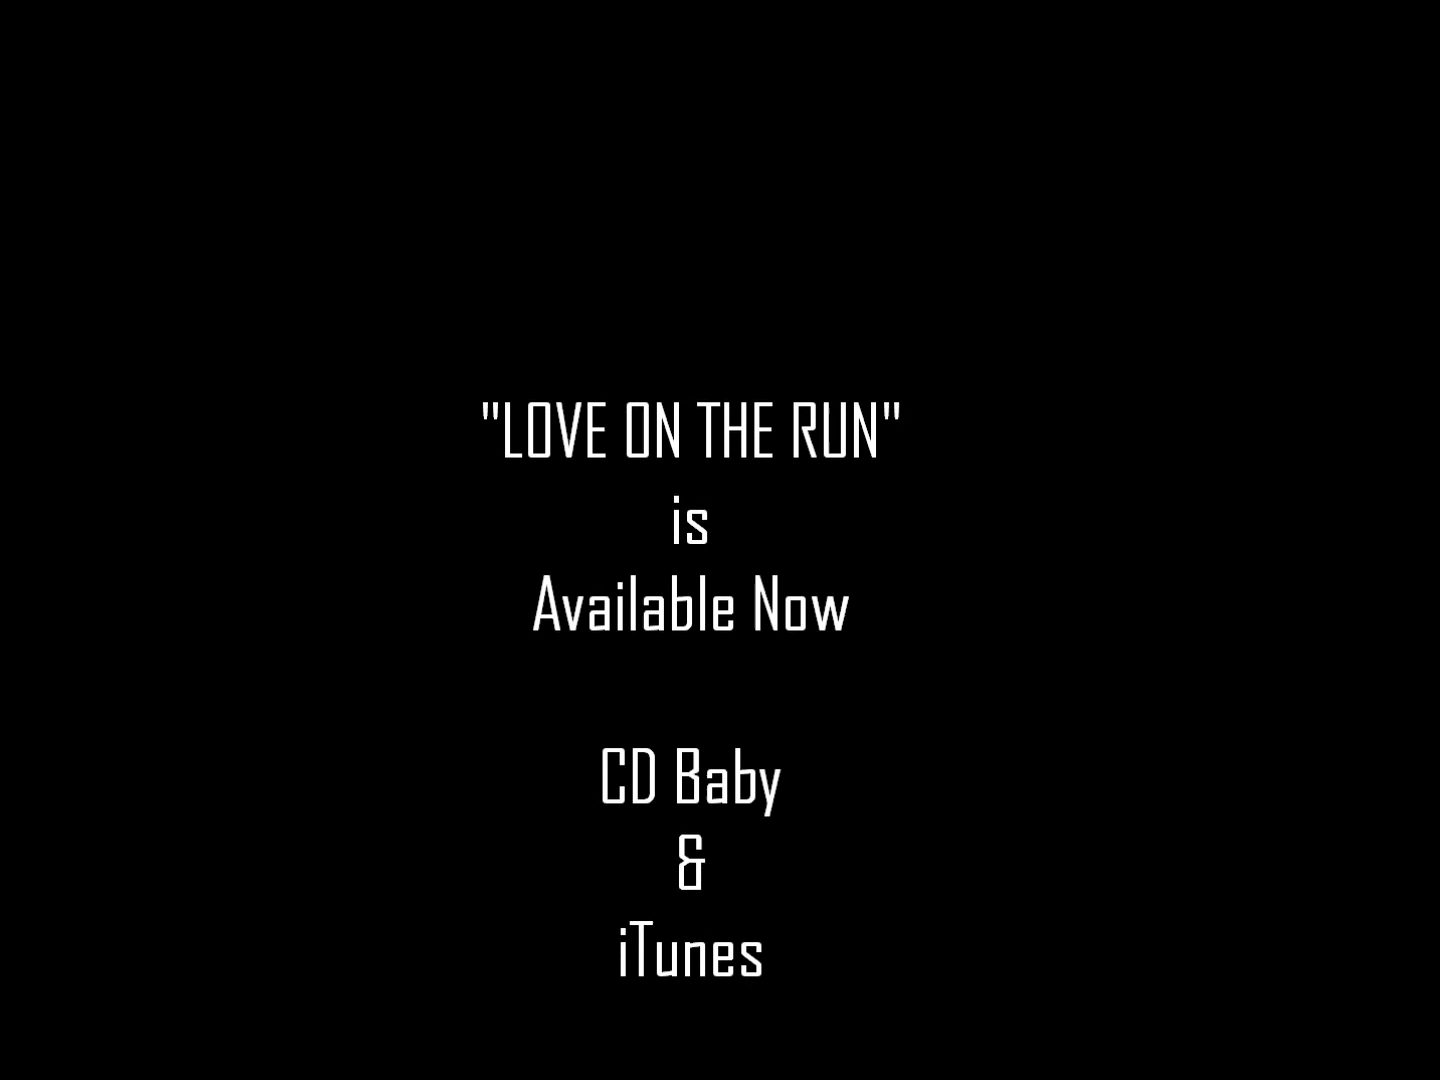 "LOVE ON THE RUN"
is
Available Now
CD Baby
&
iTunes